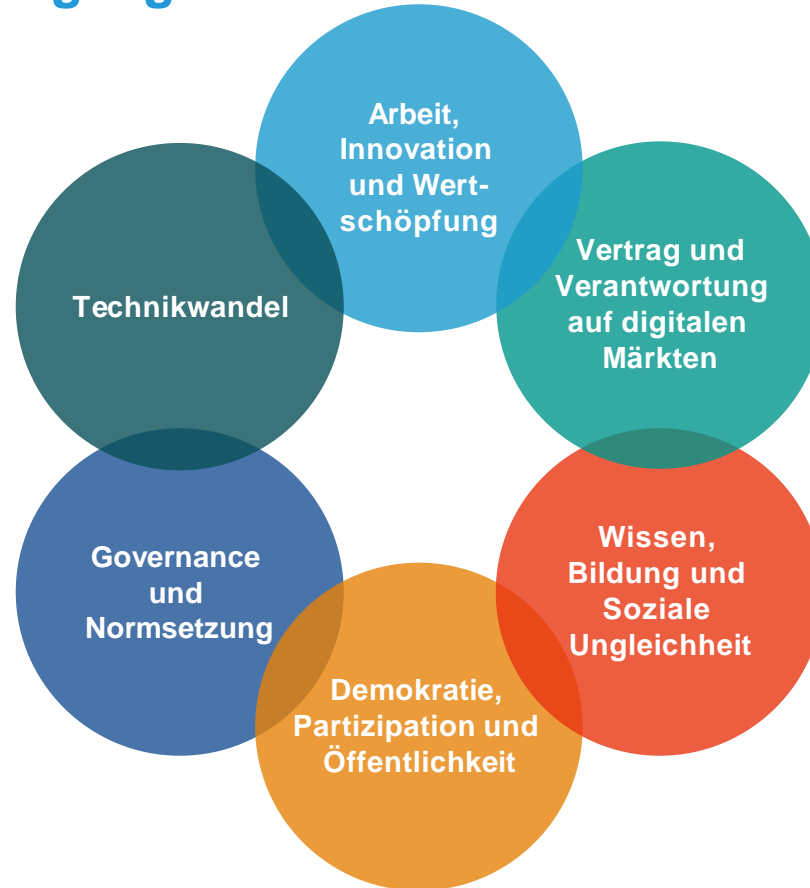 Arbeit,
Innovation
und Wert-
schöpfung
Vertrag und
Verantwortung
auf digitalen
Märkten
Technikwandel
Wissen,
Bildung und
Soziale
Ungleichheit
Governance
und
Normsetzung
Demokratie,
Partizipation und
Öffentlichkeit